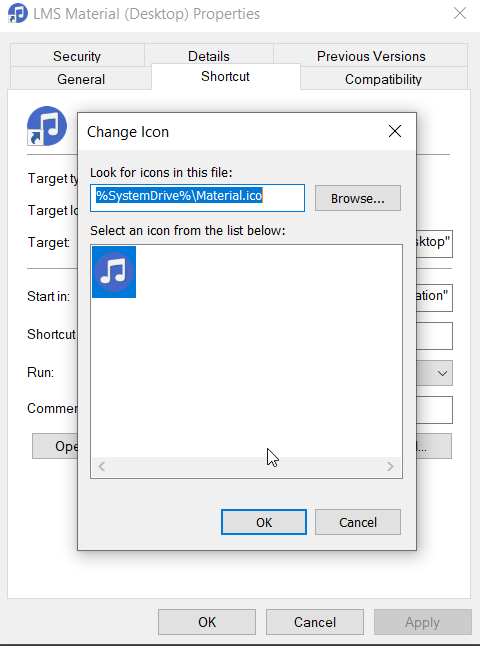 LMS Material (Desktop) Properties
Security Details Previous Versions
General Shortcut Compatibility
Change Icon
Look for icons in this file:
%SystemDrive%\Material.ico
Browse...
Select an icon from the list below:
Target ty
Target lo
Target: sktop"
Start in: ation"
Shortcut
Run:
Commer
Ope ...
OK Cancel
OK Cancel Apply